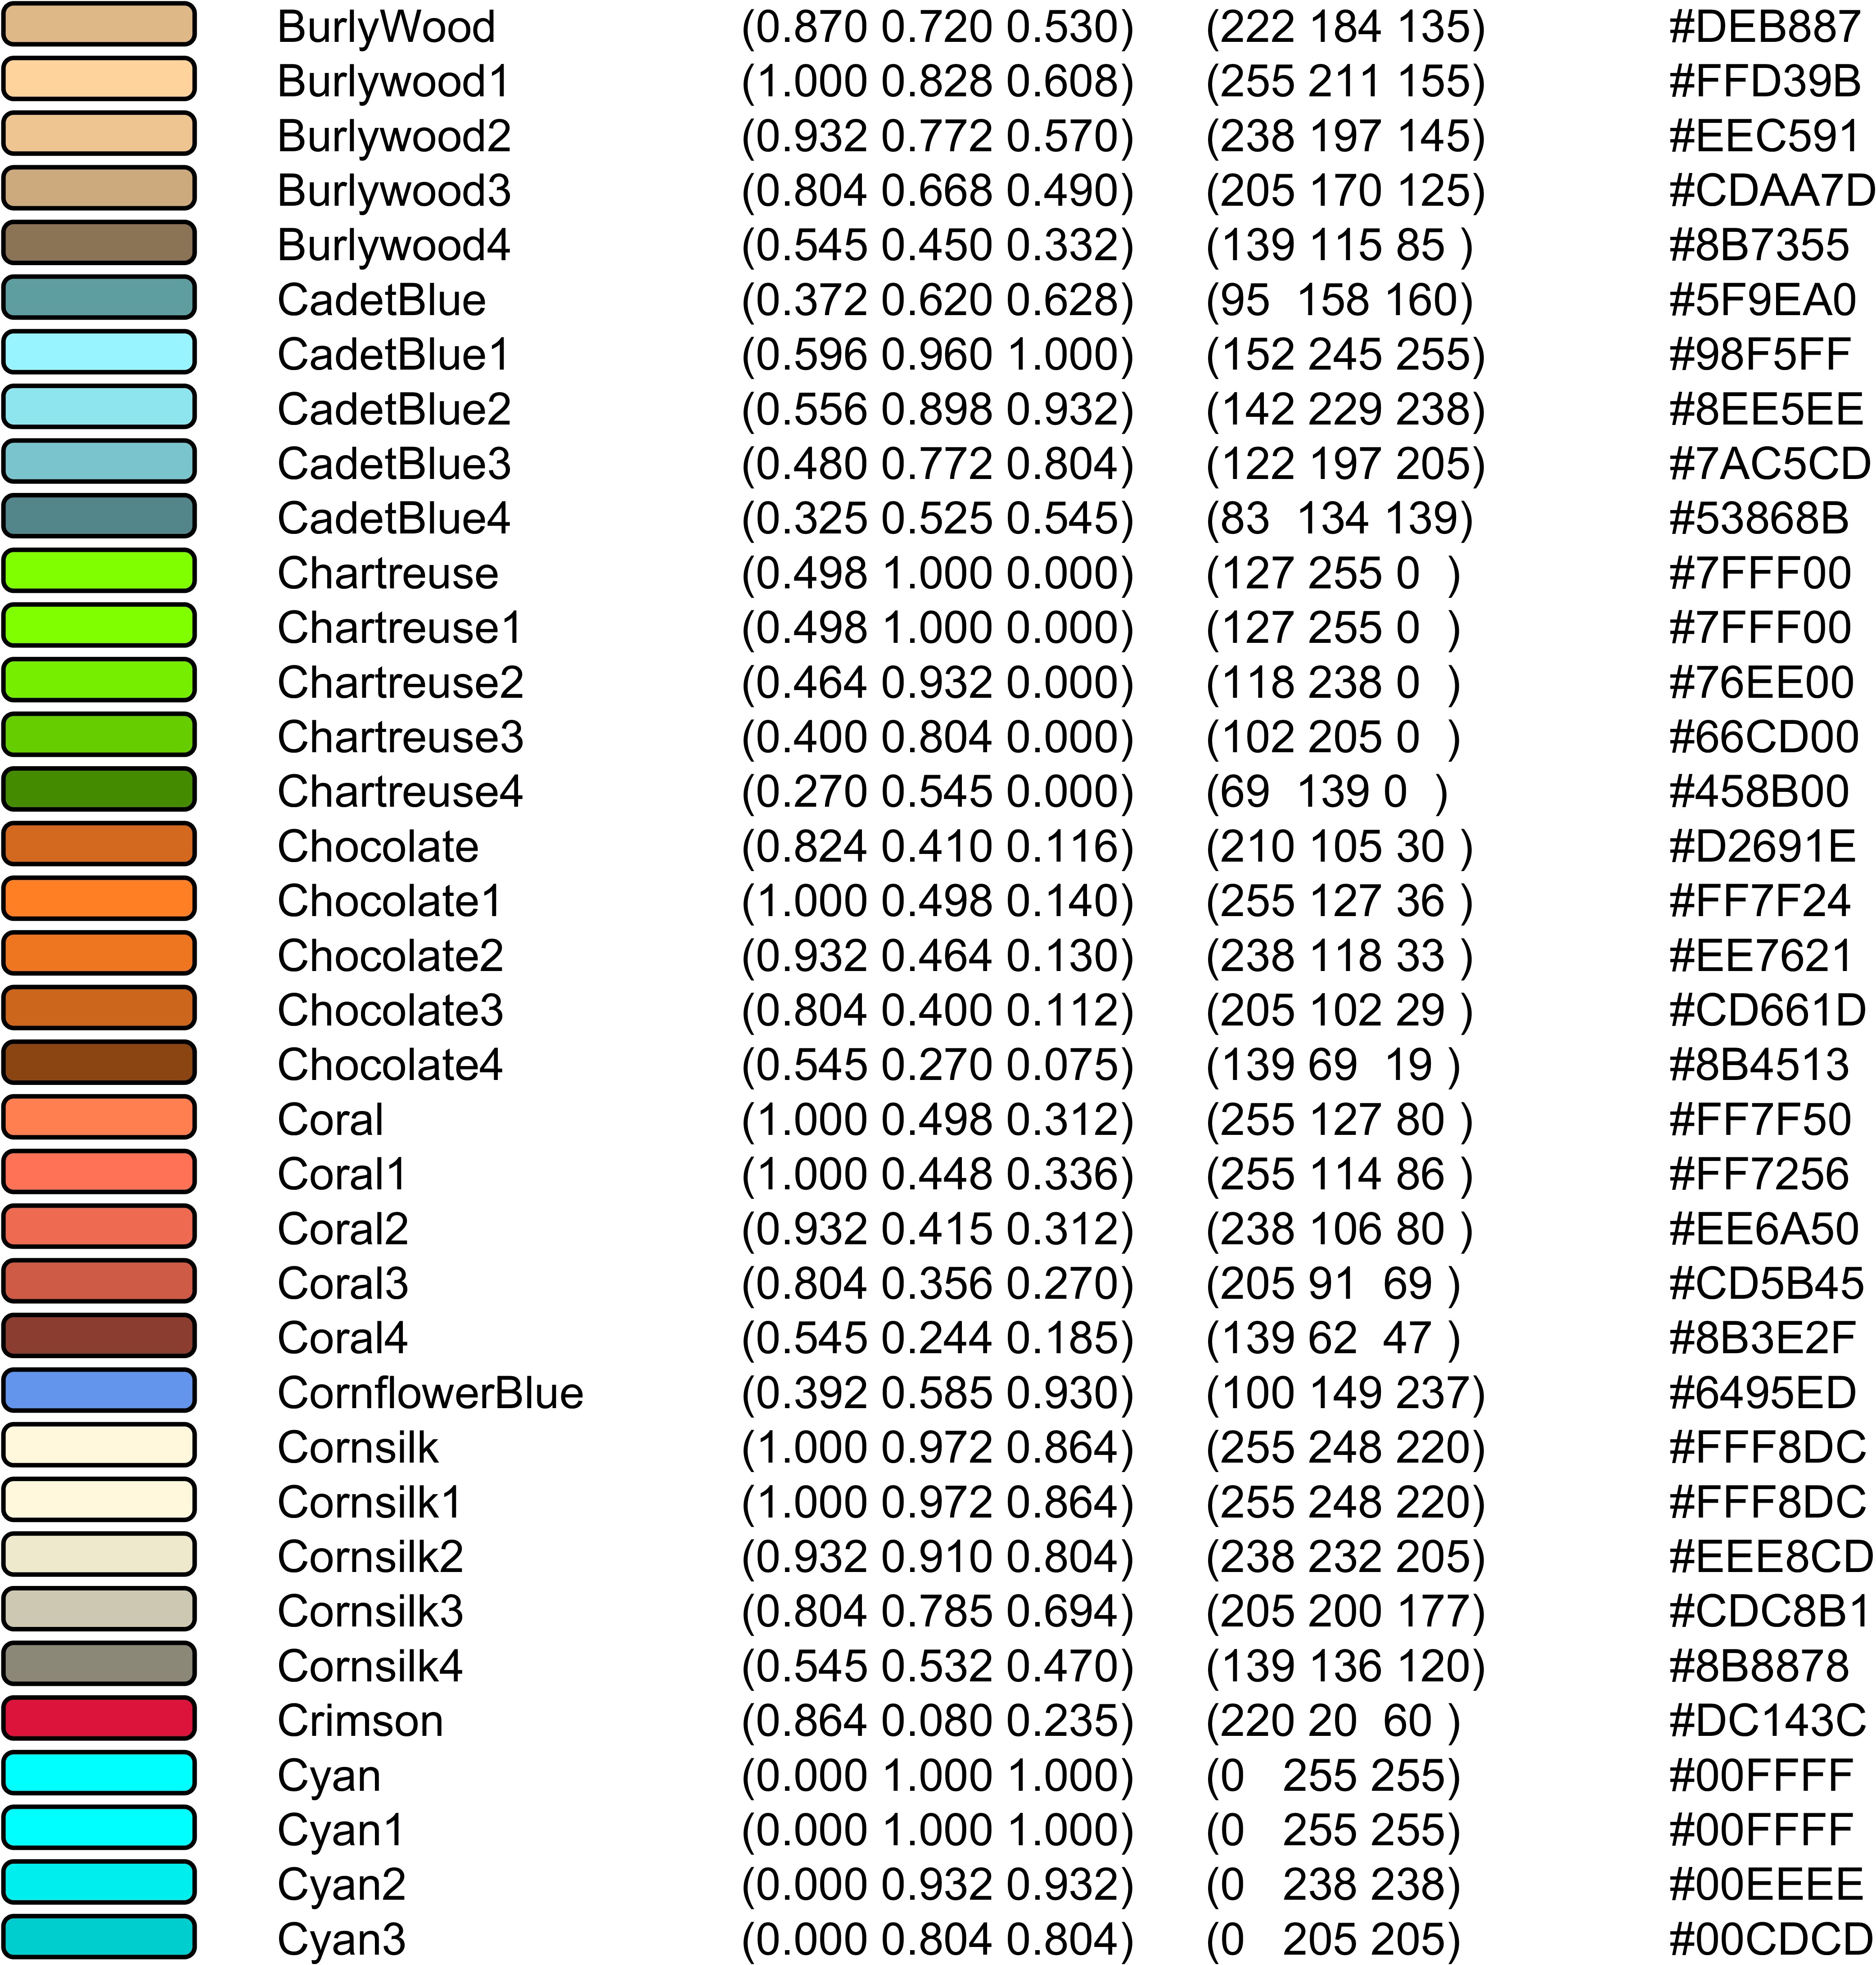 BurlyWood (0.870 0.720 0.530) (222 184 135) #DEB887
Burlywood1 (1.000 0.828 0.608) (255 211 155) #FFD39B
Burlywood2 (0.932 0.772 0.570) (238 197 145) #EEC591
Burlywood3 (0.804 0.668 0.490) (205 170 125) #CDAA7D
Burlywood4 (0.545 0.450 0.332) (139 115 85 ) #8B7355
CadetBlue (0.372 0.620 0.628) (95 158 160) #5F9EA0
CadetBlue1 (0.596 0.960 1.000) (152 245 255) #98F5FF
CadetBlue2 (0.556 0.898 0.932) (142 229 238) #8EE5EE
CadetBlue3 (0.480 0.772 0.804) (122 197 205) #7AC5CD
CadetBlue4 (0.325 0.525 0.545) (83 134 139) #53868B
Chartreuse (0.498 1.000 0.000) (127 255 0 ) #7FFF00
Chartreuse1 (0.498 1.000 0.000) (127 255 0 ) #7FFF00
Chartreuse2 (0.464 0.932 0.000) (118 238 0 ) #76EE00
Chartreuse3 (0.400 0.804 0.000) (102 205 0 ) #66CD00
Chartreuse4 (0.270 0.545 0.000) (69 139 0 ) #458B00
Chocolate (0.824 0.410 0.116) (210 105 30 ) #D2691E
Chocolate1 (1.000 0.498 0.140) (255 127 36 ) #FF7F24
Chocolate2 (0.932 0.464 0.130) (238 118 33 ) #EE7621
Chocolate3 (0.804 0.400 0.112) (205 102 29 ) #CD661D
Chocolate4 (0.545 0.270 0.075) (139 69 19 ) #8B4513
Coral (1.000 0.498 0.312) (255 127 80 ) #FF7F50
Coral1 (1.000 0.448 0.336) (255 114 86 ) #FF7256
Coral2 (0.932 0.415 0.312) (238 106 80 ) #EE6A50
Coral3 (0.804 0.356 0.270) (205 91 69 ) #CD5B45
Coral4 (0.545 0.244 0.185) (139 62 47 ) #8B3E2F
CornflowerBlue (0.392 0.585 0.930) (100 149 237) #6495ED
Cornsilk (1.000 0.972 0.864) (255 248 220) #FFF8DC
Cornsilk1 (1.000 0.972 0.864) (255 248 220) #FFF8DC
Cornsilk2 (0.932 0.910 0.804) (238 232 205) #EEE8CD
Cornsilk3 (0.804 0.785 0.694) (205 200 177) #CDC8B1
Cornsilk4 (0.545 0.532 0.470) (139 136 120) #8B8878
Crimson (0.864 0.080 0.235) (220 20 60 ) #DC143C
Cyan (0.000 1.000 1.000) (0 255 255) #00FFFF
Cyan1 (0.000 1.000 1.000) (0 255 255) #00FFFF
Cyan2 (0.000 0.932 0.932) (0 238 238) #00EEEE
Cyan3 (0.000 0.804 0.804) (0 205 205) #00CDCD